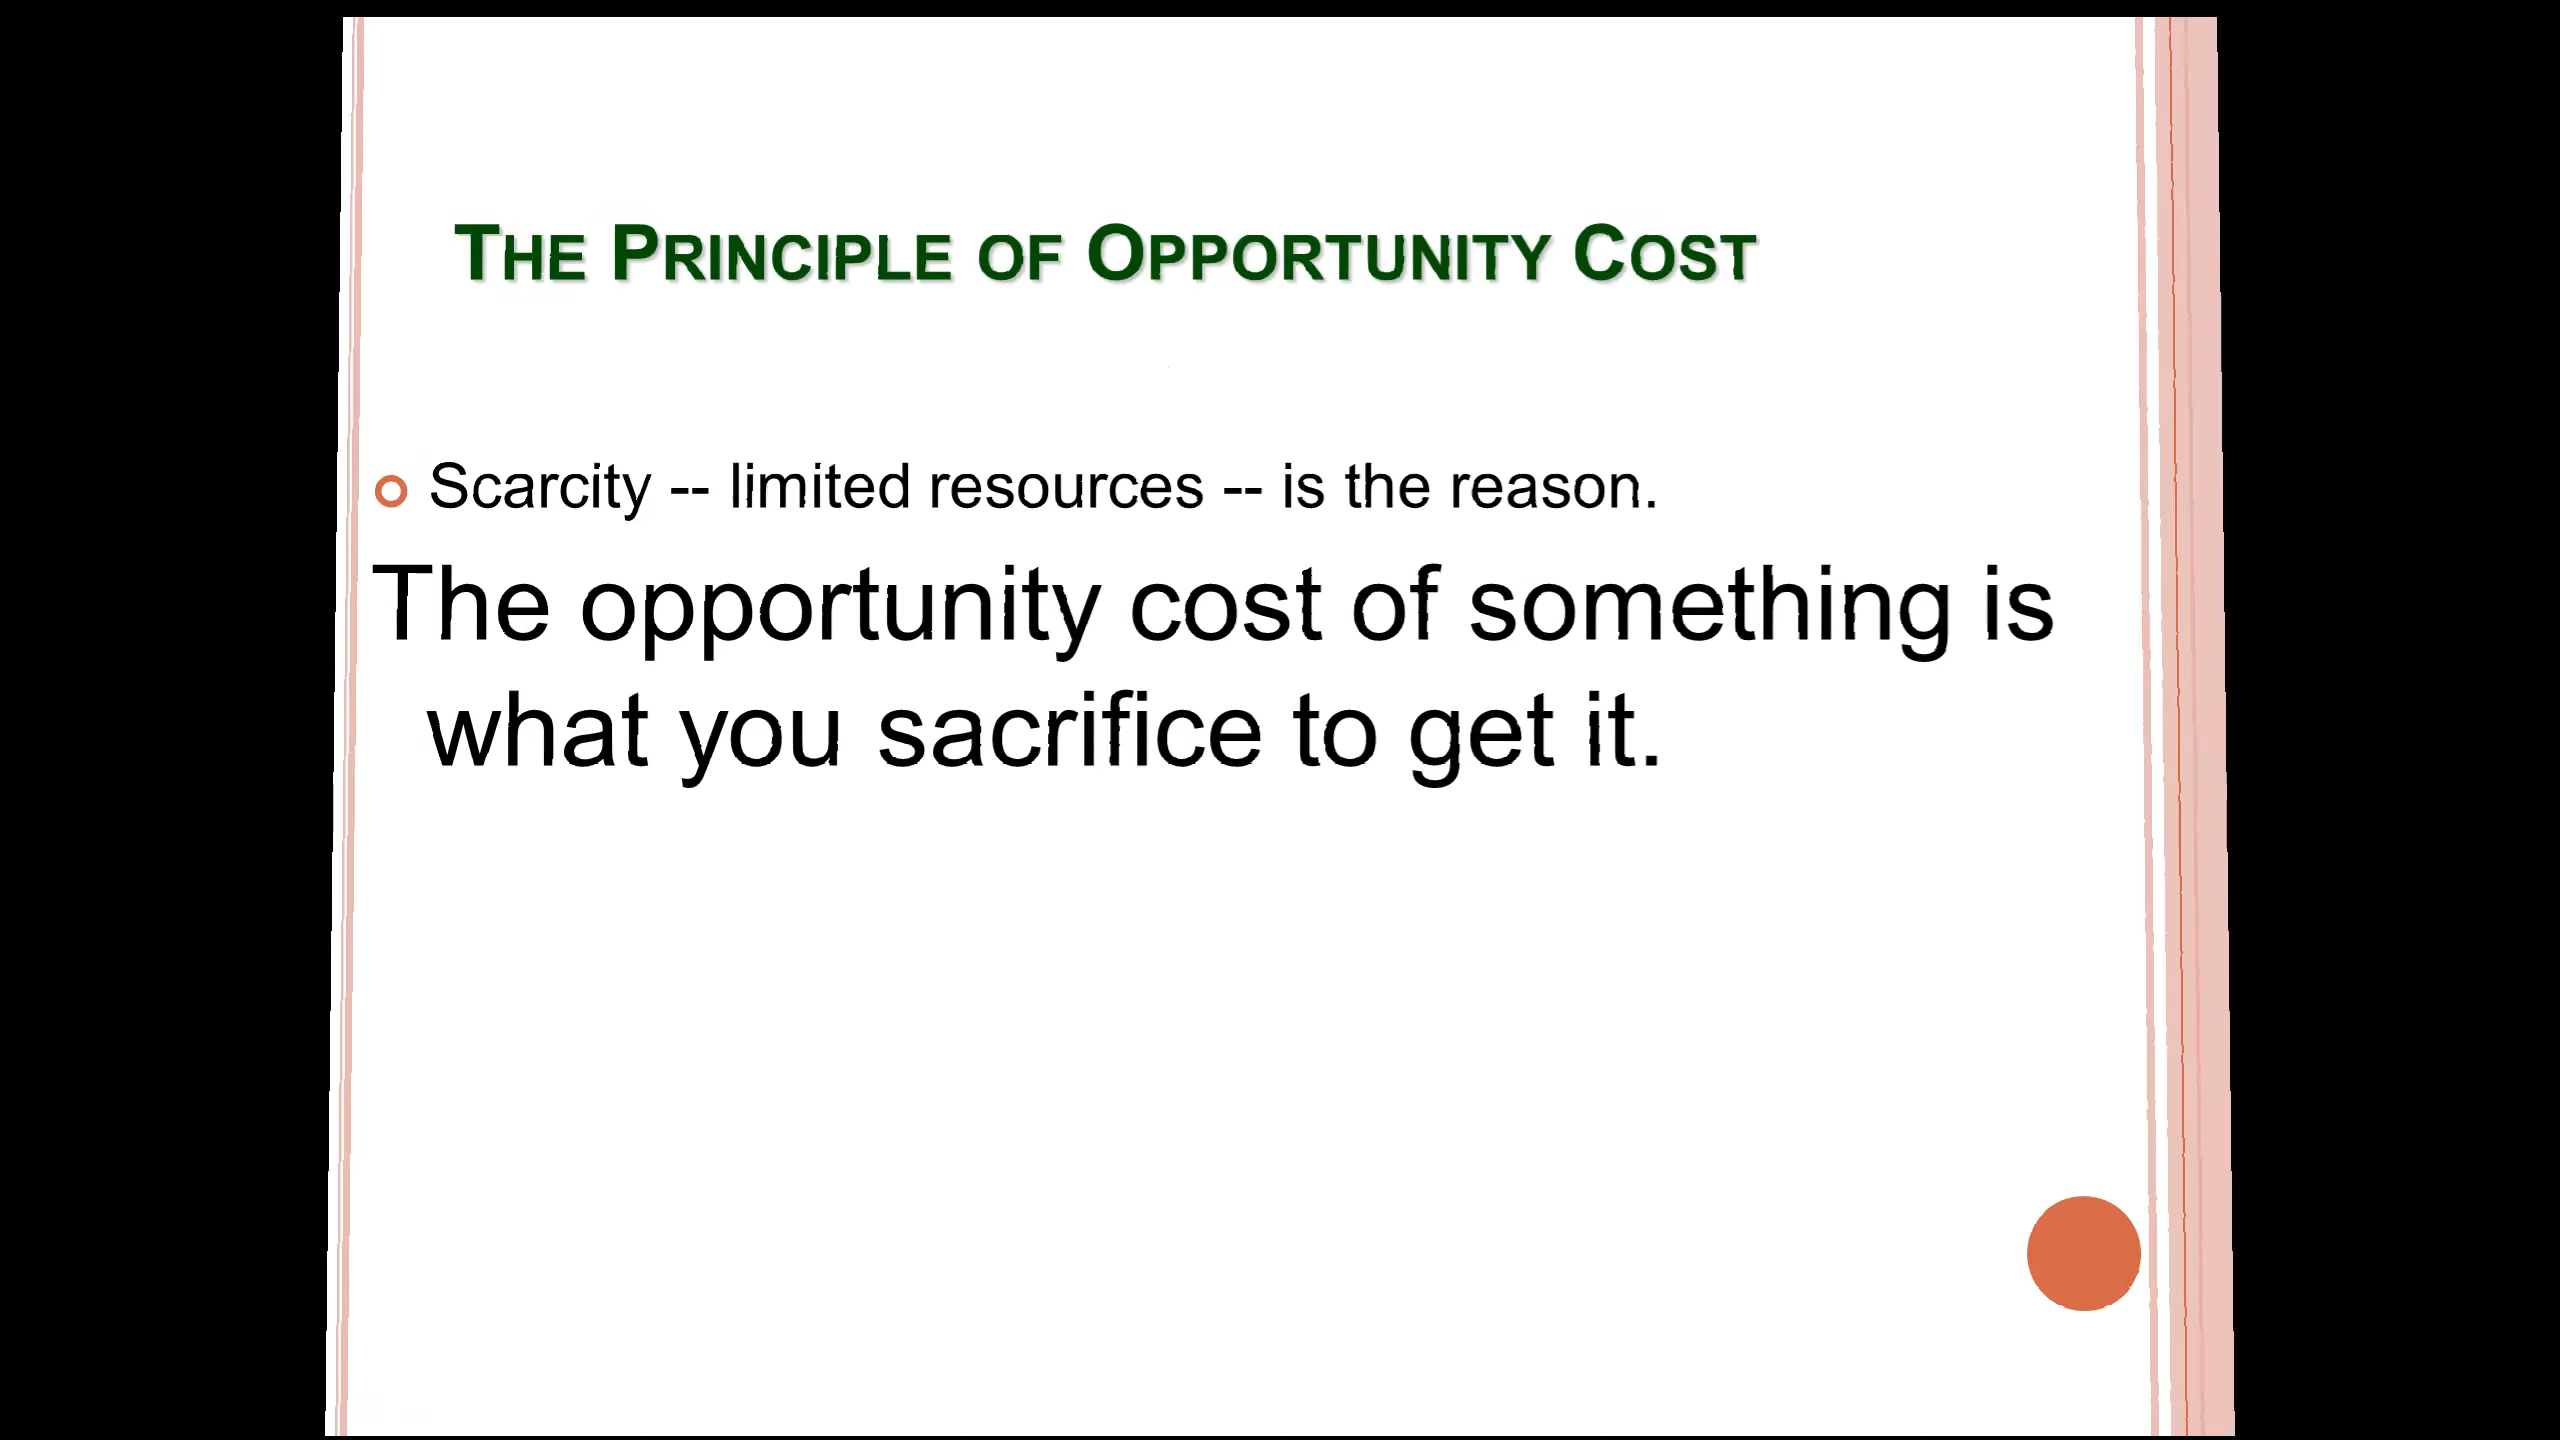 The Principle of Opportunity Cost
Scarcity -- limited resources -- is the reason.
The opportunity cost of something is
what you sacrifice to get it.